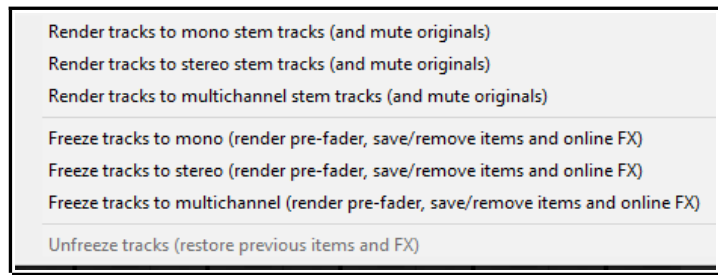 Render tracks to mono stem tracks (and mute originals)
Render tracks to stereo stem tracks (and mute originals)
Render tracks to multichannel stem tracks (and mute originals)
Freeze tracks to mono (render pre-fader, save/remove items and online FX)
Freeze tracks to stereo (render pre-fader, save/remove items and online FX)
Freeze tracks to multichannel (render pre-fader, save/remove items and online FX)
Unfreeze tracks (restore previous items and FX)